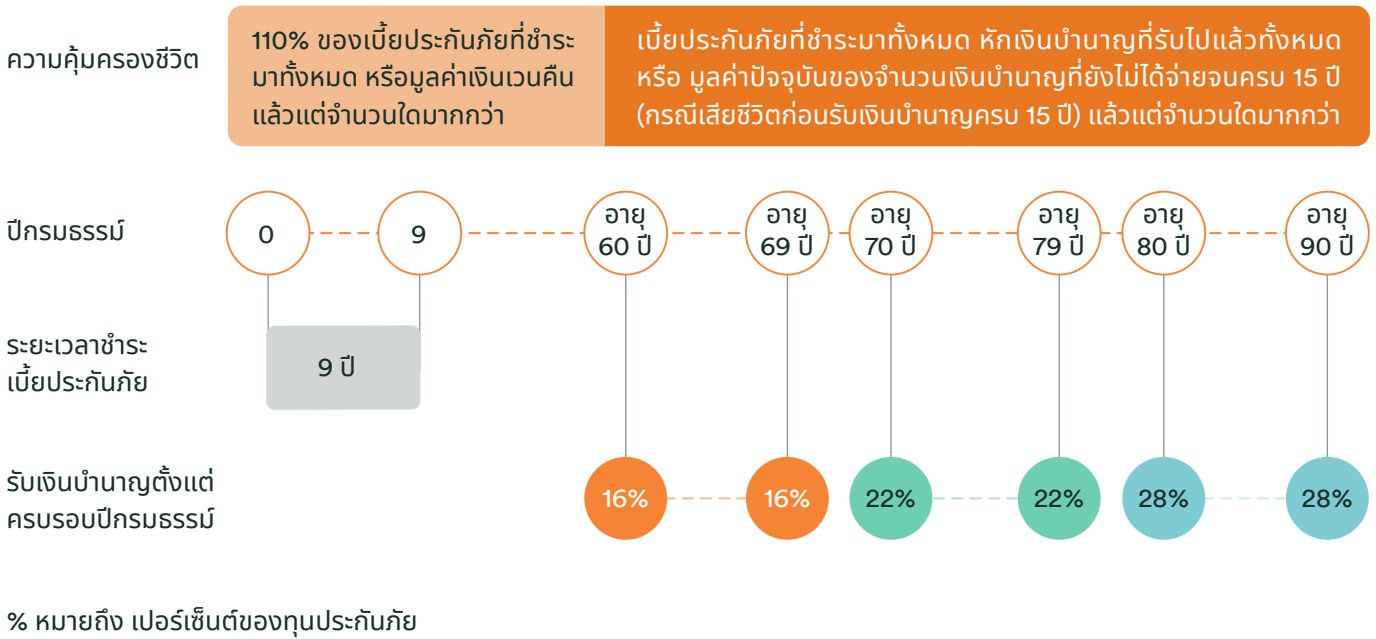 ความคุ้มครองชีวิต
110% ของเบี้ยประกันภัยที่ชำระ
มาทั้งหมด หรือมูลค่าเงินเวนคืน
แล้วแต่จำนวนใดมากกว่า
เบี้ยประกันภัยที่ชำระมาทั้งหมด หักเงินบำนาญที่รับไปแล้วทั้งหมด
หรือ มูลค่าปัจจุบันของจำนวนเงินบำนาญที่ยังไม่ได้จ่ายจนครบ 15 ปี
(กรณีเสียชีวิตก่อนรับเงินบำนาญครบ 15 ปี) แล้วแต่จำนวนใดมากกว่า
ปีกรมธรรม์
0
9
อายุ
60 ปี
อายุ
69 ปี
อายุ
70 ปี
อายุ
79 ปี
อายุ
80 ปี
อายุ
90 ปี
ระยะเวลาชำระ
เบี้ยประกันภัย
9 ปี
รับเงินบำนาญตั้งแต่
ครบรอบปีกรมธรรม์
16%
16%
22%
22%
28%
28%
% หมายถึง เปอร์เซ็นต์ของทุนประกันภัย